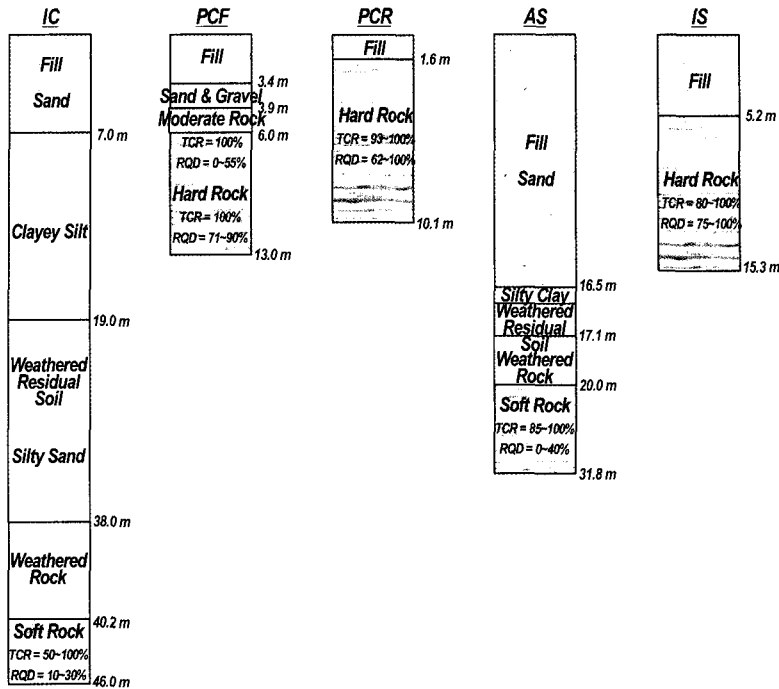 IC
Fill
Sand
7.0 m
Clayey Silt
19.0 m
Weathered
Residual
Soil
Silty Sand
38.0 m
Weathered
Rock
40.2 m
Soft Rock
TCR = 50~100%
RQD = 10~30%
46.0 m
PCF
Fill
3.4 m
Sand & Gravel
3.9 m
Moderate Rock
6.0 m
TCR = 100%
RQD = 0~55%
Hard Rock
TCR = 100%
RQD = 71~90%
13.0 m
PCR
Fill
1.6 m
Hard Rock
TCR = 93~100%
RQD = 62~100%
10.1 m
AS
Fill
Sand
16.5 m
Silty Clay
Weathered
Residual
17.1 m
Soil
Weathered
Rock
20.0 m
Soft Rock
TCR = 85~100%
RQD = 0~40%
31.8 m
IS
Fill
5.2 m
Hard Rock
TCR = 80~100%
RQD = 75~100%
15.3 m